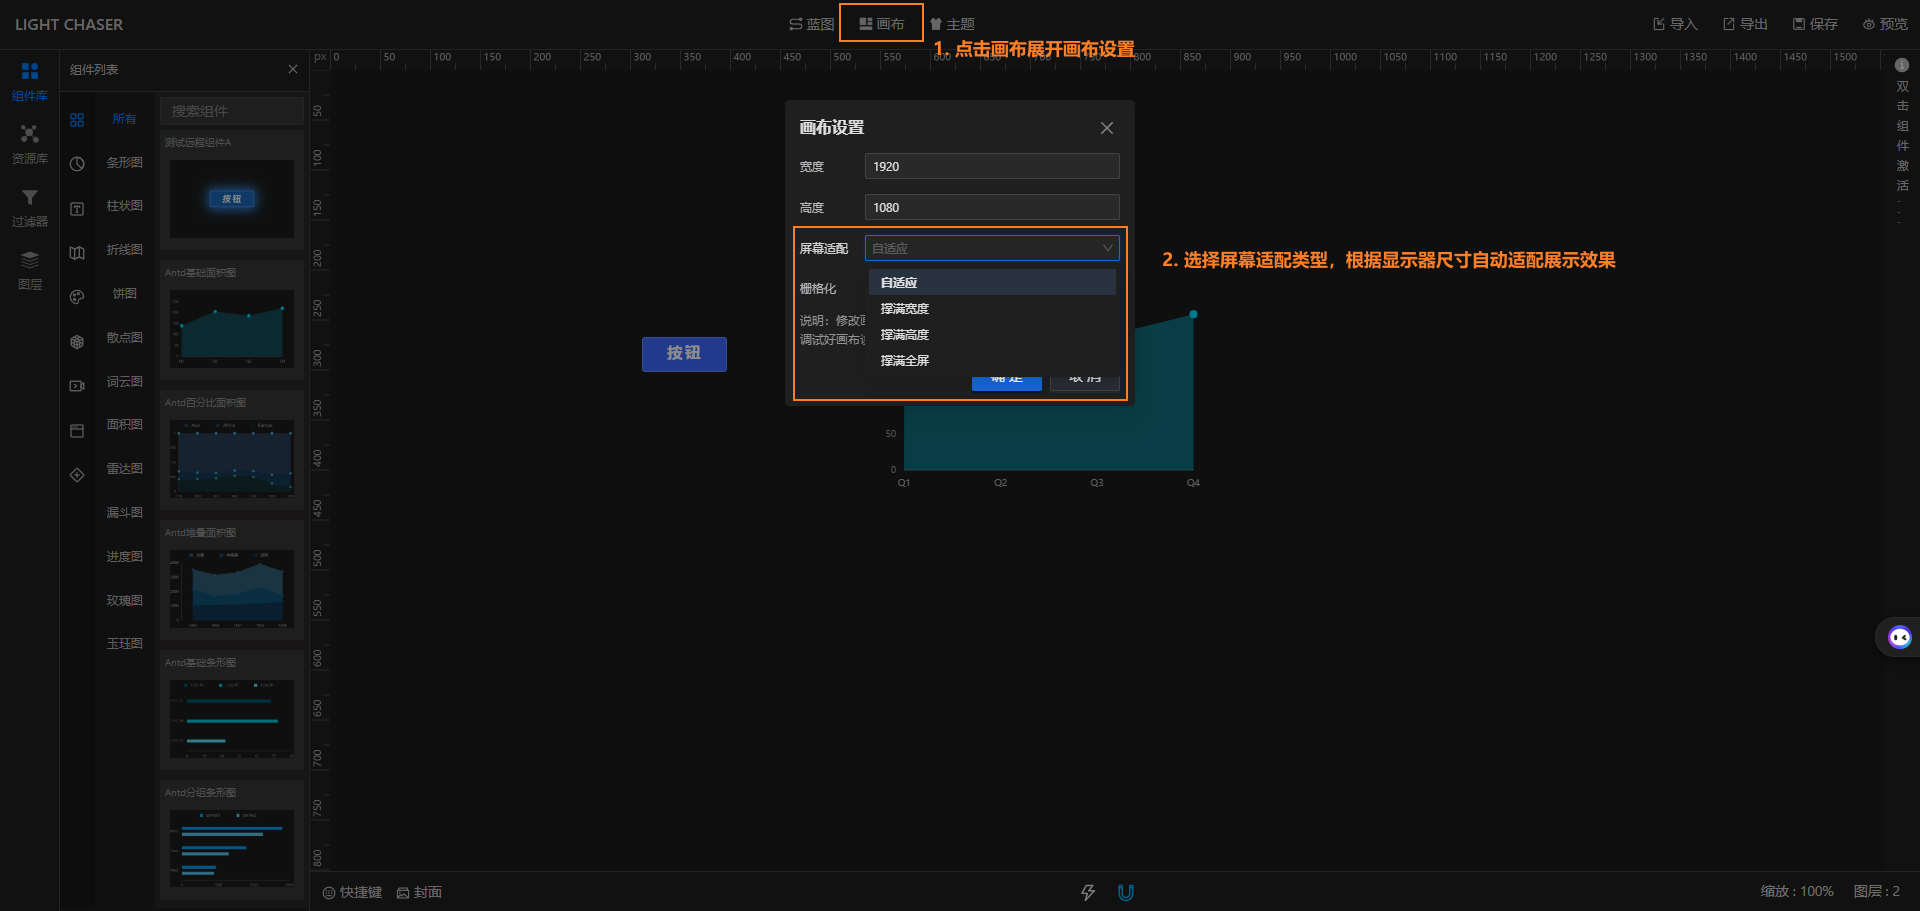 LIGHT CHASER
蓝图
画布
主题
导入
导出
保存
预览
1. 点击画布展开画布设置
组件库
资源库
过滤器
图层
组件列表
所有
条形图
柱状图
折线图
饼图
散点图
词云图
面积图
雷达图
漏斗图
进度图
玫瑰图
玉珏图
搜索组件
测试远程组件A
按钮
Antd基础面积图
Antd百分比面积图
Antd堆叠面积图
Antd基础条形图
Antd分组条形图
px 0 50 100 150 200 250 300 350 400 450 500 550 600 800 850 900 950 1000 1050 1100 1150 1200 1250 1300 1350 1400 1450 1500
50
100
150
200
250
300
350
400
450
500
550
600
650
700
750
800
按钮
画布设置
宽度 1920
高度 1080
屏幕适配 自适应
栅格化
说明：修改
调试好画布
自适应
撑满宽度
撑满高度
撑满全屏
确 定
取 消
2. 选择屏幕适配类型，根据显示器尺寸自动适配展示效果
50
0
Q1 Q2 Q3 Q4
双击组件激活...
快捷键
封面
缩放 : 100%
图层 : 2